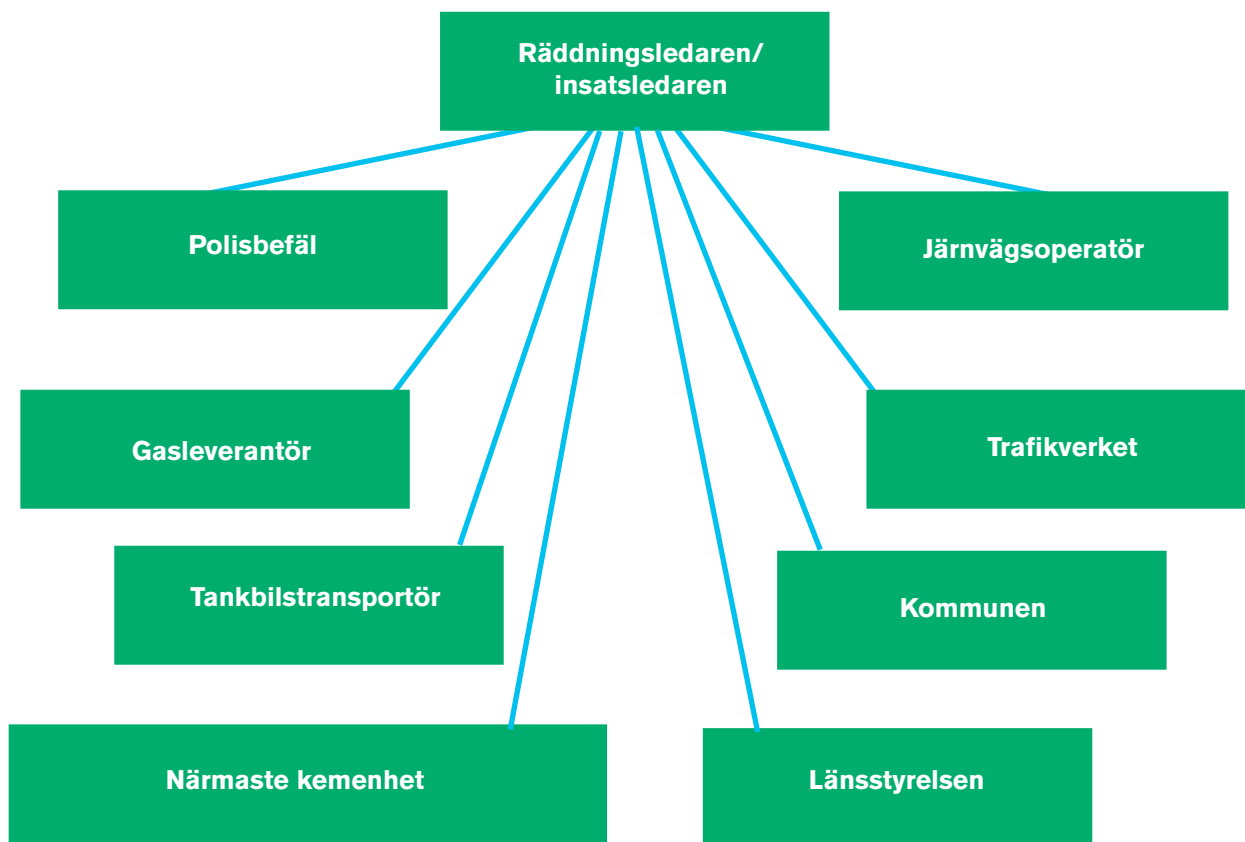 Räddningsledaren/
insatsledaren
Polisbefäl
Järnvägsoperatör
Gasleverantör
Trafikverket
Tankbilstransportör
Kommunen
Närmaste kemenhet
Länsstyrelsen